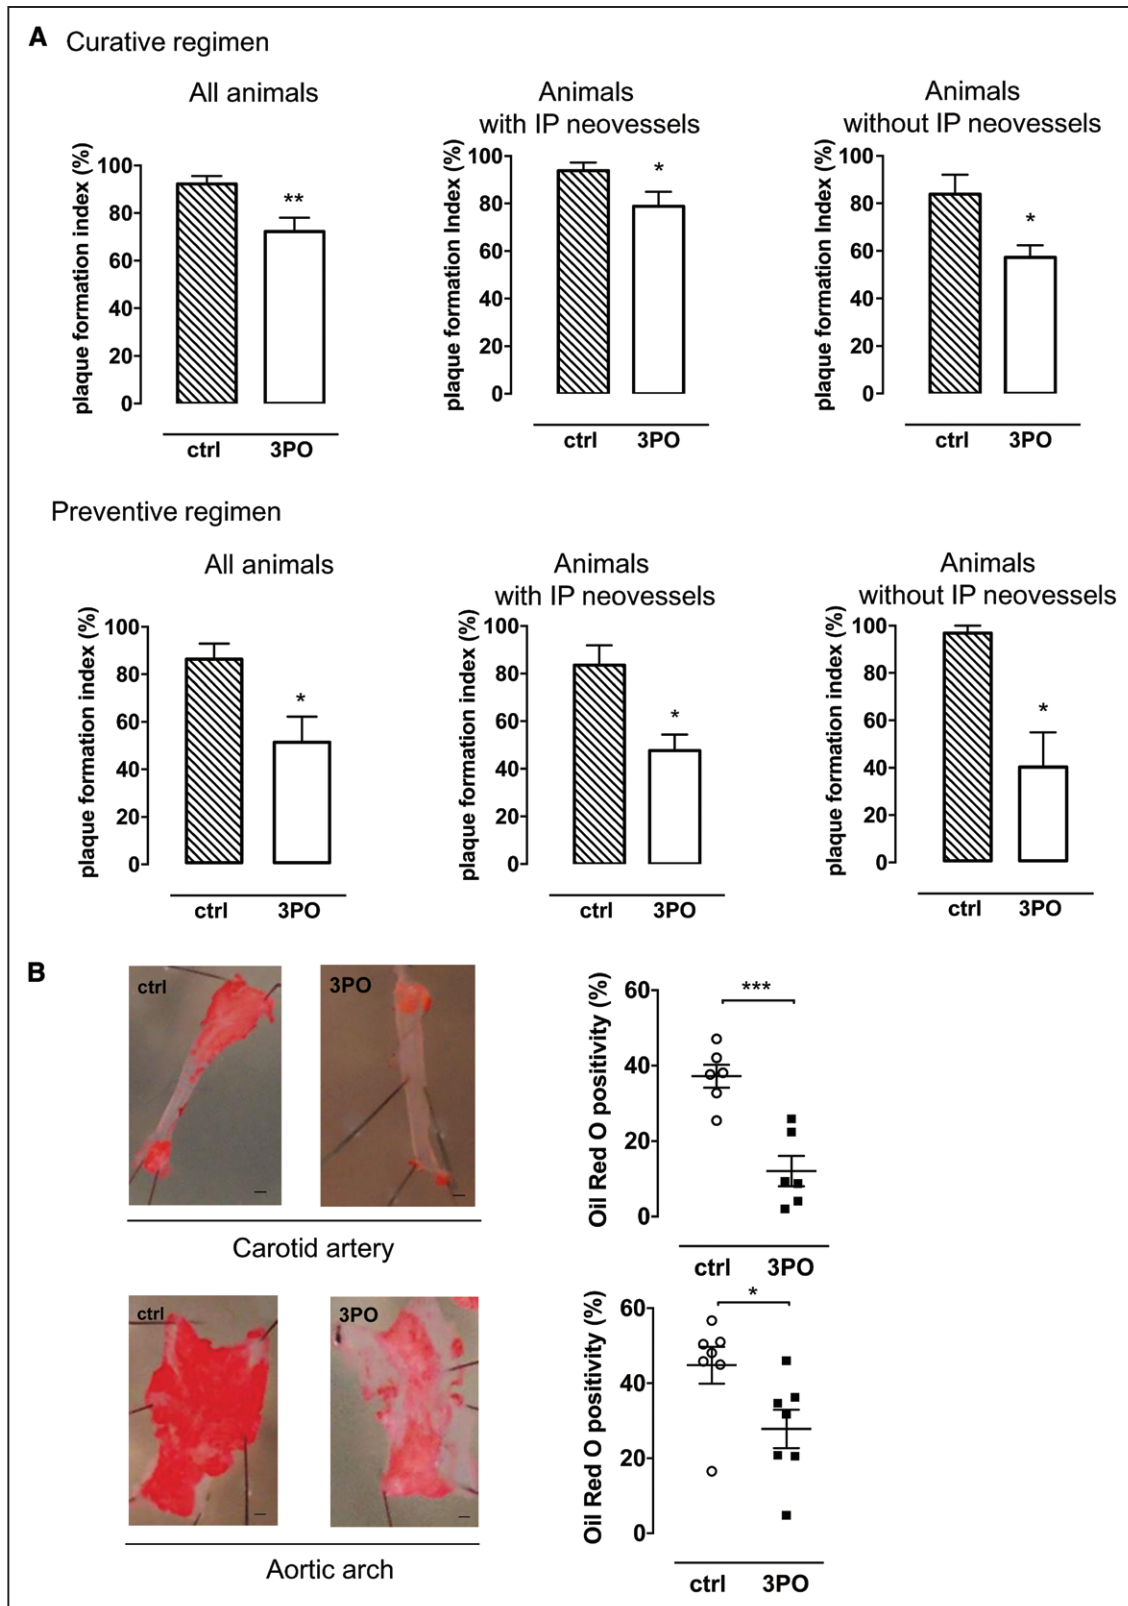 A Curative regimen
All animals
Animals
with IP neovessels
Animals
without IP neovessels
plaque formation index (%)
100
80
60
40
20
0
**
ctrl 3PO
plaque formation Index (%)
100
80
60
40
20
0
*
ctrl 3PO
plaque formation Index (%)
100
80
60
40
20
0
*
ctrl 3PO
Preventive regimen
All animals
Animals
with IP neovessels
Animals
without IP neovessels
plaque formation index (%)
100
80
60
40
20
0
*
ctrl 3PO
plaque formation index (%)
100
80
60
40
20
0
*
ctrl 3PO
plaque formation index (%)
100
80
60
40
20
0
*
ctrl 3PO
B
ctrl
3PO
Carotid artery
Oil Red O positivity (%)
60
40
20
0
***
ctrl 3PO
ctrl
3PO
Aortic arch
Oil Red O positivity (%)
60
40
20
0
*
ctrl 3PO